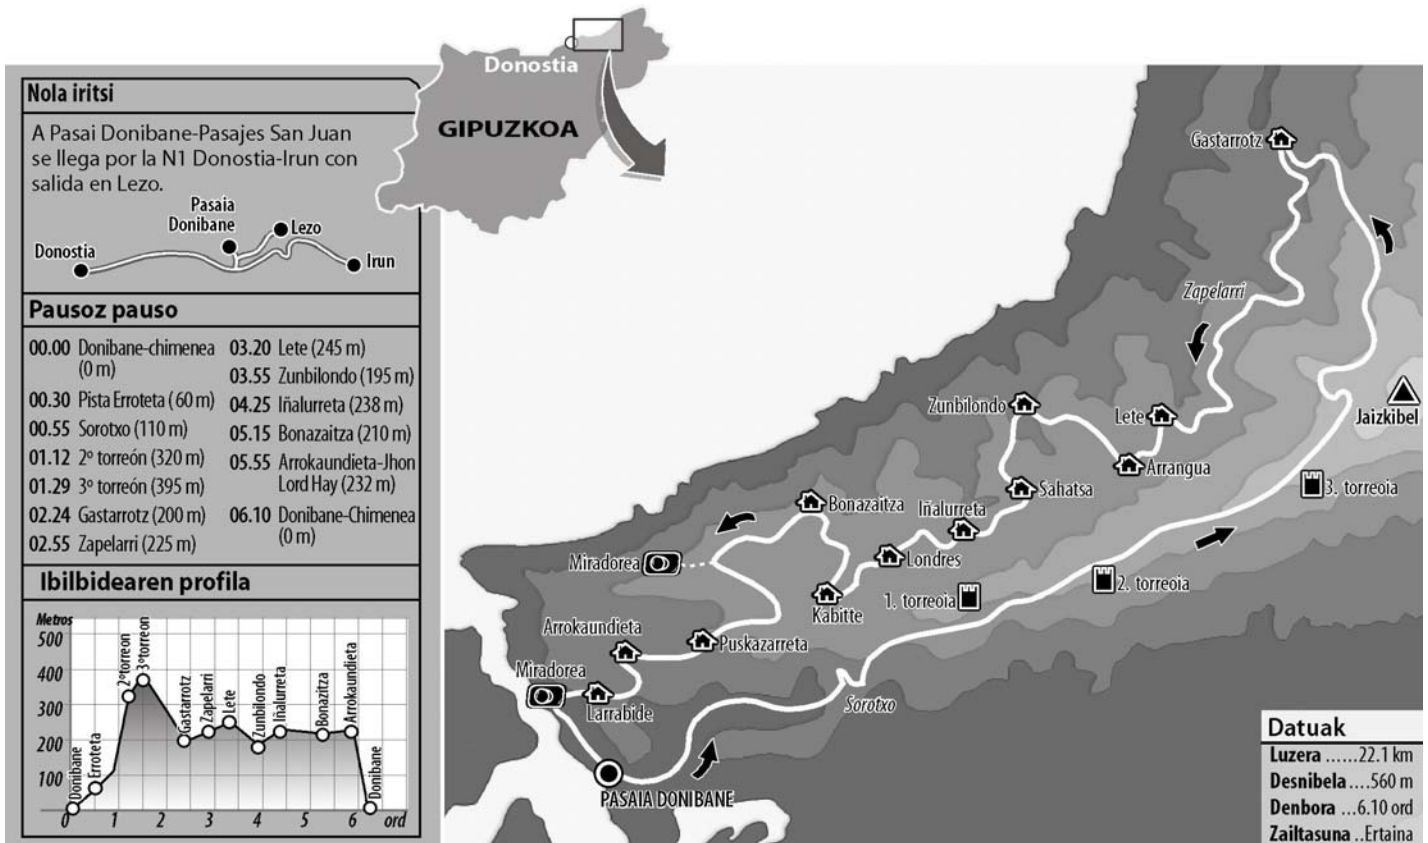 Donostia
GIPUZKOA
Nola iritsi
A Pasai Donibane-Pasajes San Juan
se llega por la N1 Donostia-Irun con
salida en Lezo.
Pasaia
Donibane
Lezo
Donostia
Irun
Pausoz pauso
00.00 Donibane-chimenea
(0 m)
00.30 Pista Erroteta ( 60 m)
00.55 Sorotxo (110 m)
01.12 2º torreón (320 m)
01.29 3º torreón (395 m)
02.24 Gastarrotz (200 m)
02.55 Zapelarri (225 m)
03.20 Lete (245 m)
03.55 Zunbilondo (195 m)
04.25 Iñalurreta (238 m)
05.15 Bonazaitza (210 m)
05.55 Arrokaundieta-Jhon
Lord Hay (232 m)
06.10 Donibane-Chimenea
(0 m)
Ibilbidearen profila
Metros
500
400
300
200
100
0 1 2 3 4 5 6 ord
Donibane
Erroteta
2ºtorreon
3ºtorreon
Gastarrotz
Zapelarri
Lete
Zunbilondo
Iñalurreta
Bonazitza
Arrokaundieta
Donibane
Gastarrotz
Zapelarri
Jaizkibel
Zunbilondo
Lete
Arrangua
Sahatsa
3. torreoia
Bonazaitza
Iñalurreta
Londres
Miradorea
Kabitte
1. torreoia
2. torreoia
Arrokaundieta
Puskazarreta
Miradorea
Larrabide
Sorotxo
PASAIA DONIBANE
Datuak
Luzera ......22.1 km
Desnibela ....560 m
Denbora ...6.10 ord
Zailtasuna ..Ertaina